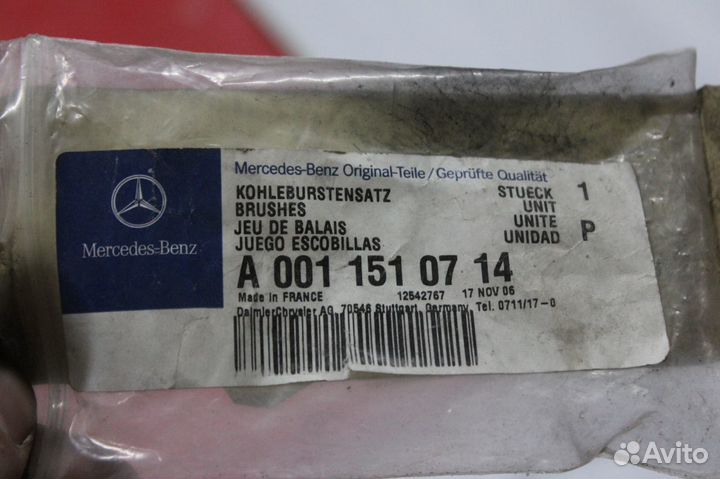 Mercedes-Benz
Mercedes-Benz Original-Teile/Geprüfte Qualität
KOHLEBURSTENSATZ STUECK 1
BRUSHES UNIT
JEU DE BALAIS UNITE P
JUEGO ESCOBILLAS UNIDAD
A 001 151 07 14
Made in FRANCE 12542767 17 NOV 06
DaimlerChrysler AG, 70546 Stuttgart, Germany Tel. 0711/17-0
Avito